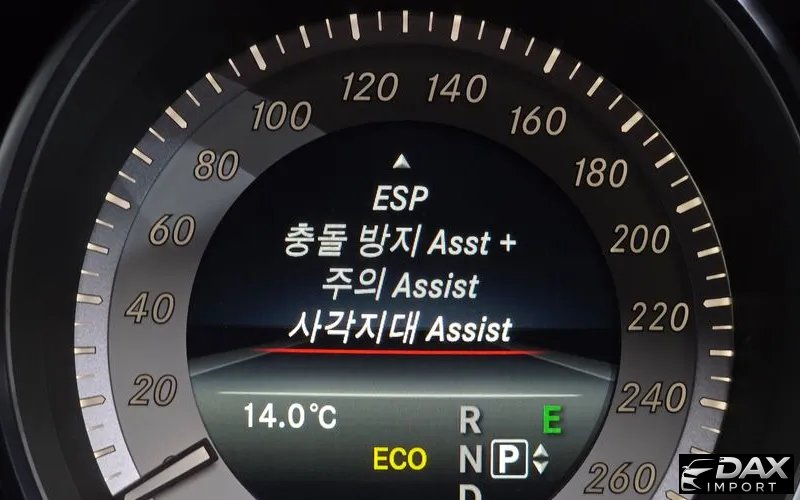 120 140
100 160
80 180
60 200
40 220
20 240
260
ESP
충돌 방지 Asst +
주의 Assist
사각지대 Assist
14.0°C
R E
ECO N P
D
DAX
IMPORT